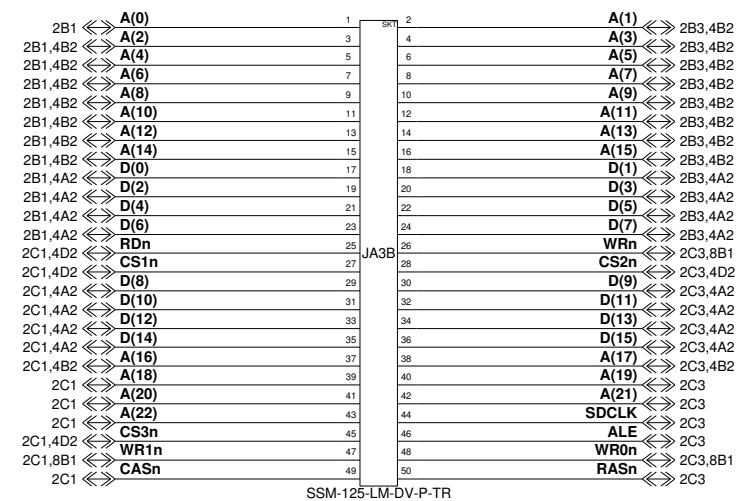 2B1 A(0) 1 SKT 2 A(1) 2B3,4B2
2B1,4B2 A(2) 3 4 A(3) 2B3,4B2
2B1,4B2 A(4) 5 6 A(5) 2B3,4B2
2B1,4B2 A(6) 7 8 A(7) 2B3,4B2
2B1,4B2 A(8) 9 10 A(9) 2B3,4B2
2B1,4B2 A(10) 11 12 A(11) 2B3,4B2
2B1,4B2 A(12) 13 14 A(13) 2B3,4B2
2B1,4B2 A(14) 15 16 A(15) 2B3,4B2
2B1,4A2 D(0) 17 18 D(1) 2B3,4A2
2B1,4A2 D(2) 19 20 D(3) 2B3,4A2
2B1,4A2 D(4) 21 22 D(5) 2B3,4A2
2B1,4A2 D(6) 23 24 D(7) 2B3,4A2
2C1,4D2 RDn 25 JA3B 26 WRn 2C3,8B1
2C1,4D2 CS1n 27 28 CS2n 2C3,4D2
2C1,4A2 D(8) 29 30 D(9) 2C3,4A2
2C1,4A2 D(10) 31 32 D(11) 2C3,4A2
2C1,4A2 D(12) 33 34 D(13) 2C3,4A2
2C1,4A2 D(14) 35 36 D(15) 2C3,4A2
2C1,4B2 A(16) 37 38 A(17) 2C3,4B2
2C1 A(18) 39 40 A(19) 2C3
2C1 A(20) 41 42 A(21) 2C3
2C1 A(22) 43 44 SDCLK 2C3
2C1,4D2 CS3n 45 46 ALE 2C3
2C1,8B1 WR1n 47 48 WR0n 2C3,8B1
2C1 CASn 49 50 RASn 2C3
SSM-125-LM-DV-P-TR